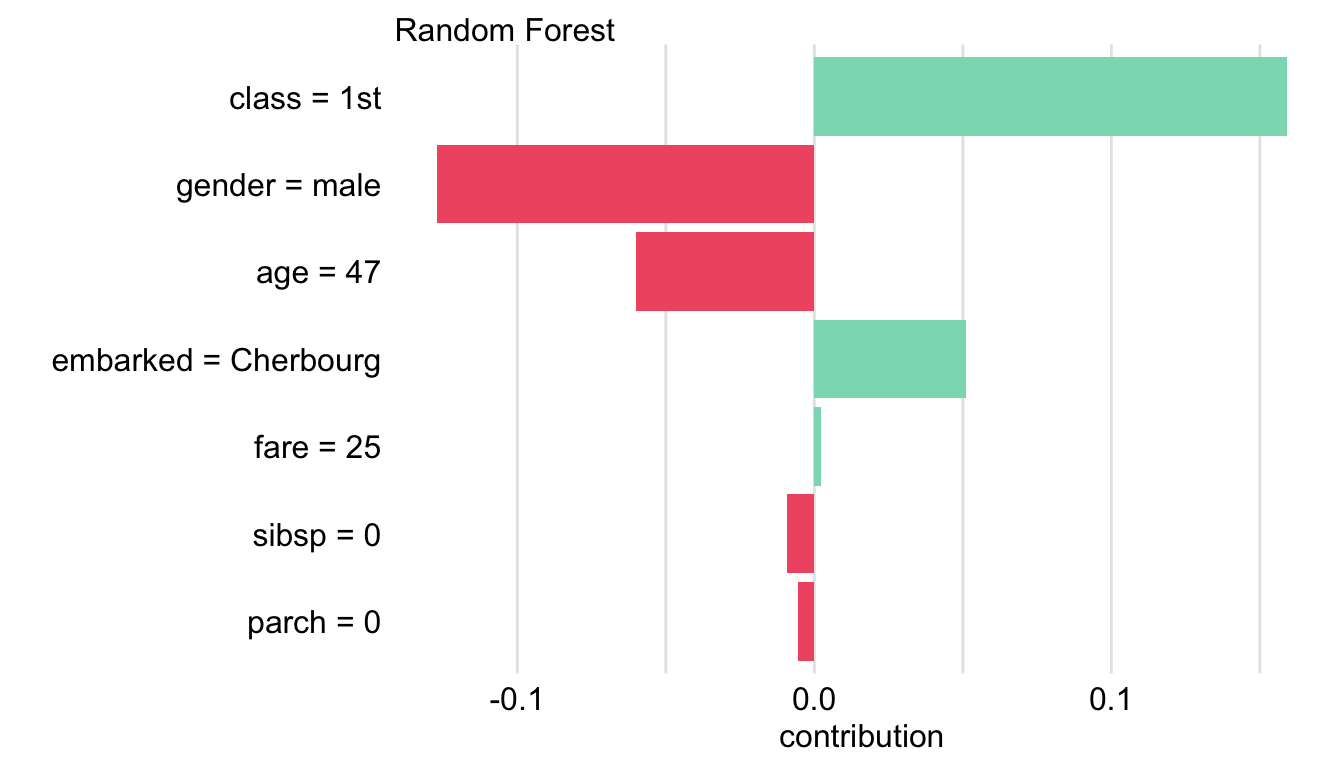 Random Forest
class = 1st
gender = male
age = 47
embarked = Cherbourg
fare = 25
sibsp = 0
parch = 0
-0.1 0.0 0.1
contribution